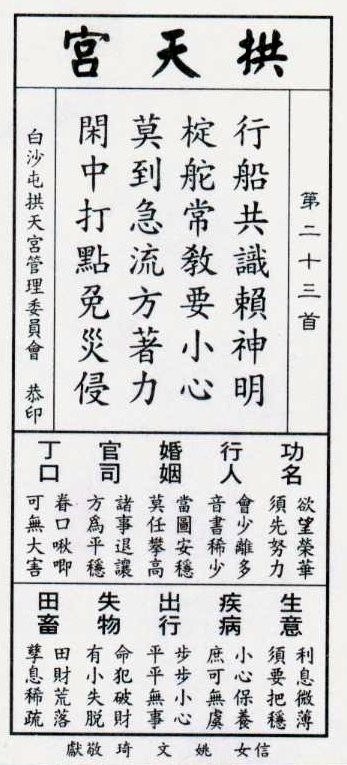 拱天宮
第二十三首
行船共識賴神明
椗舵常教要小心
莫到急流方著力
閑中打點免災侵
白沙屯拱天宮管理委員會 恭印
功名
欲望榮華
須先努力
行人
會少離多
音書稀少
婚姻
當圖安穩
莫任攀高
官司
諸事退讓
方為平穩
丁口
眷口啾唧
可無大害
生意
利息微薄
須要把穩
疾病
小心保養
庶可無虞
出行
步步小心
平平無事
失物
命犯破財
有小失脫
田畜
田財荒落
孳息稀疏
信女 姚文琦 敬獻